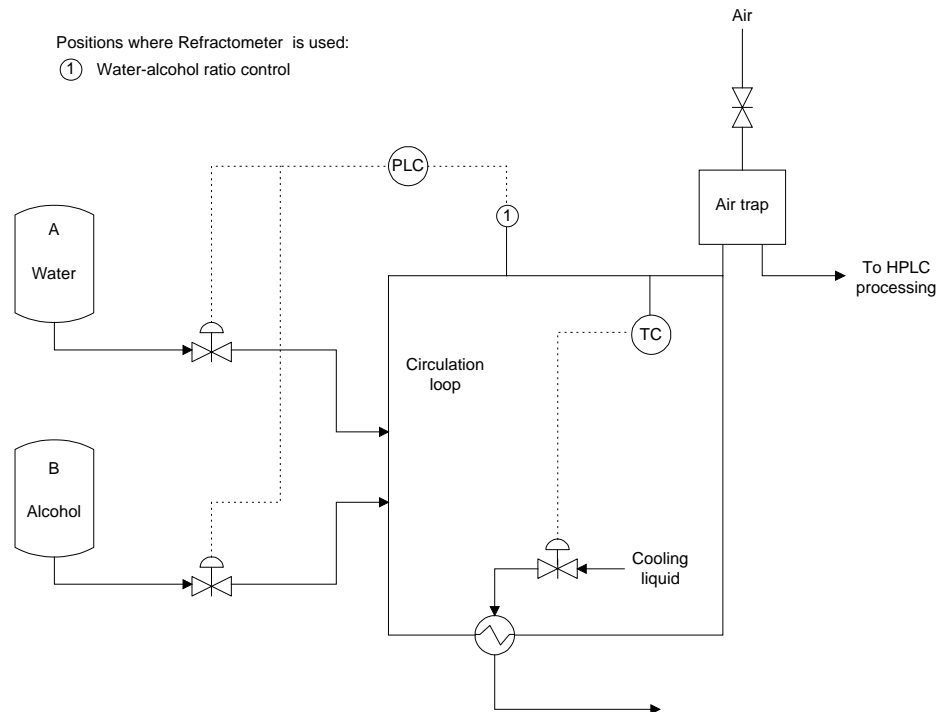 Air
Positions where Refractometer is used:
1 Water-alcohol ratio control
PLC
1
Air trap
A
Water
To HPLC
processing
TC
Circulation
loop
B
Alcohol
Cooling
liquid